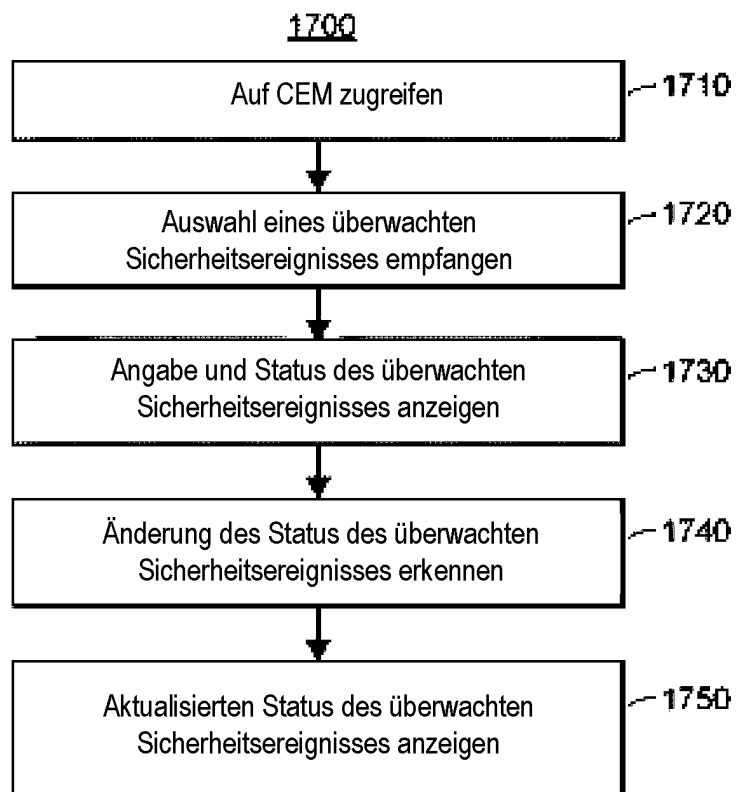 1700
Auf CEM zugreifen
1710
Auswahl eines überwachten
Sicherheitsereignisses empfangen
1720
Angabe und Status des überwachten
Sicherheitsereignisses anzeigen
1730
Änderung des Status des überwachten
Sicherheitsereignisses erkennen
1740
Aktualisierten Status des überwachten
Sicherheitsereignisses anzeigen
1750